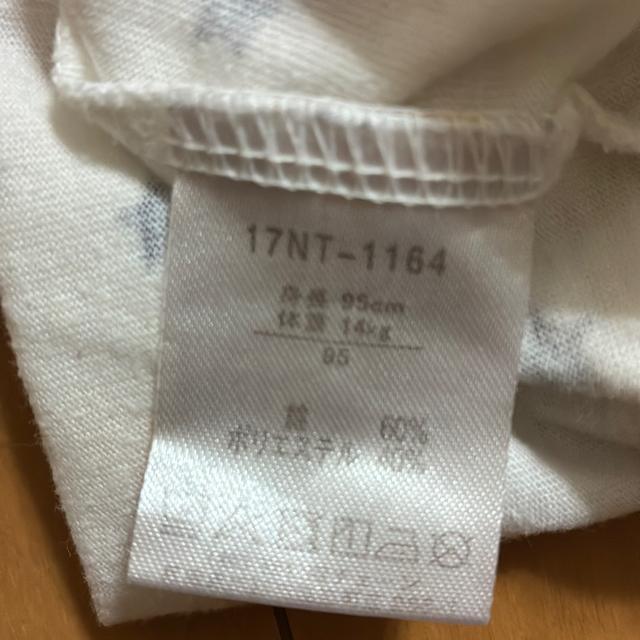 17NT-1164
身長 95cm
体重 14kg
95
綿 60%
ポリエステル 40%